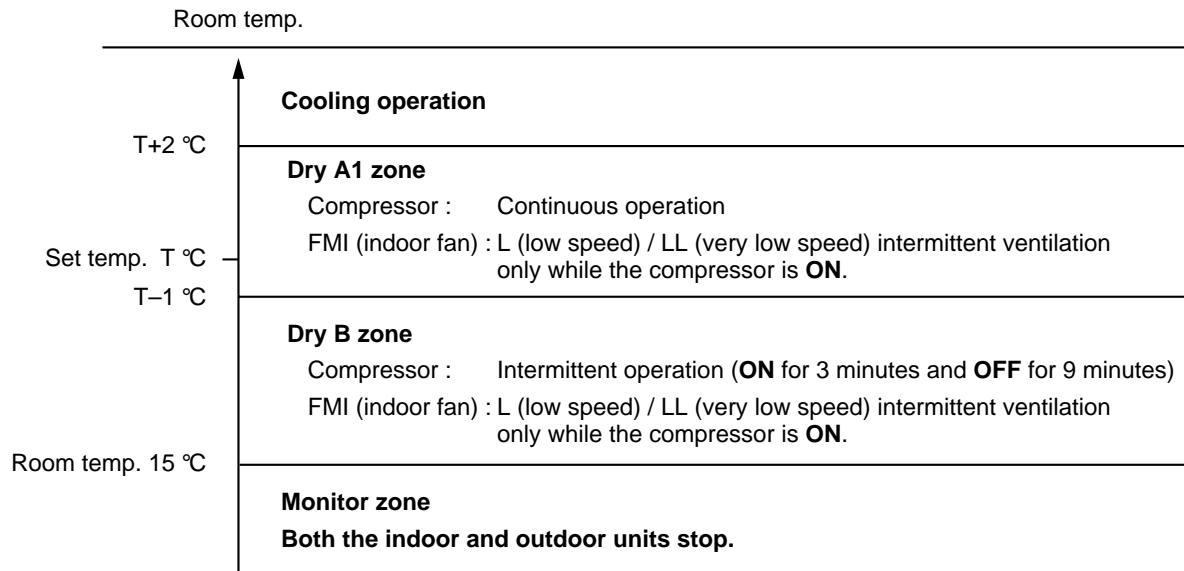 Room temp.
Cooling operation
T+2 °C
Dry A1 zone
Compressor : Continuous operation
FMI (indoor fan) : L (low speed) / LL (very low speed) intermittent ventilation
only while the compressor is ON.
Set temp. T °C
T–1 °C
Dry B zone
Compressor : Intermittent operation (ON for 3 minutes and OFF for 9 minutes)
FMI (indoor fan) : L (low speed) / LL (very low speed) intermittent ventilation
only while the compressor is ON.
Room temp. 15 °C
Monitor zone
Both the indoor and outdoor units stop.